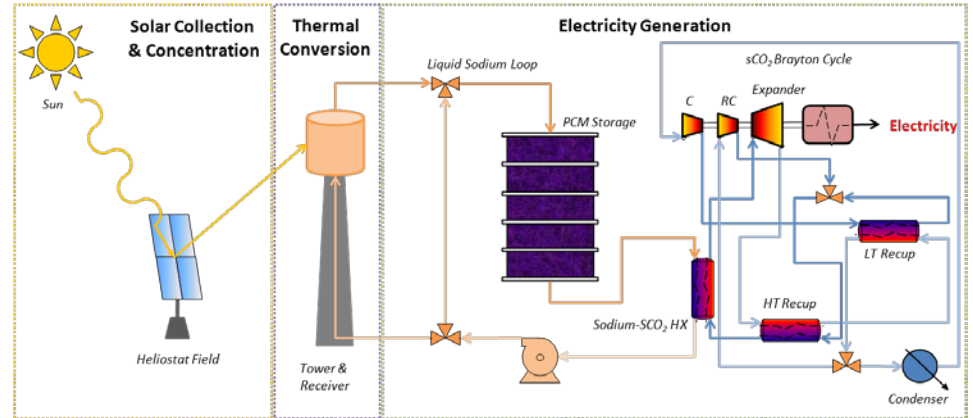 Solar Collection
& Concentration
Thermal
Conversion
Electricity Generation
Sun
Heliostat Field
Tower &
Receiver
Liquid Sodium Loop
PCM Storage
Sodium-SCO₂ HX
sCO₂ Brayton Cycle
C
RC
Expander
Electricity
LT Recup
HT Recup
Condenser